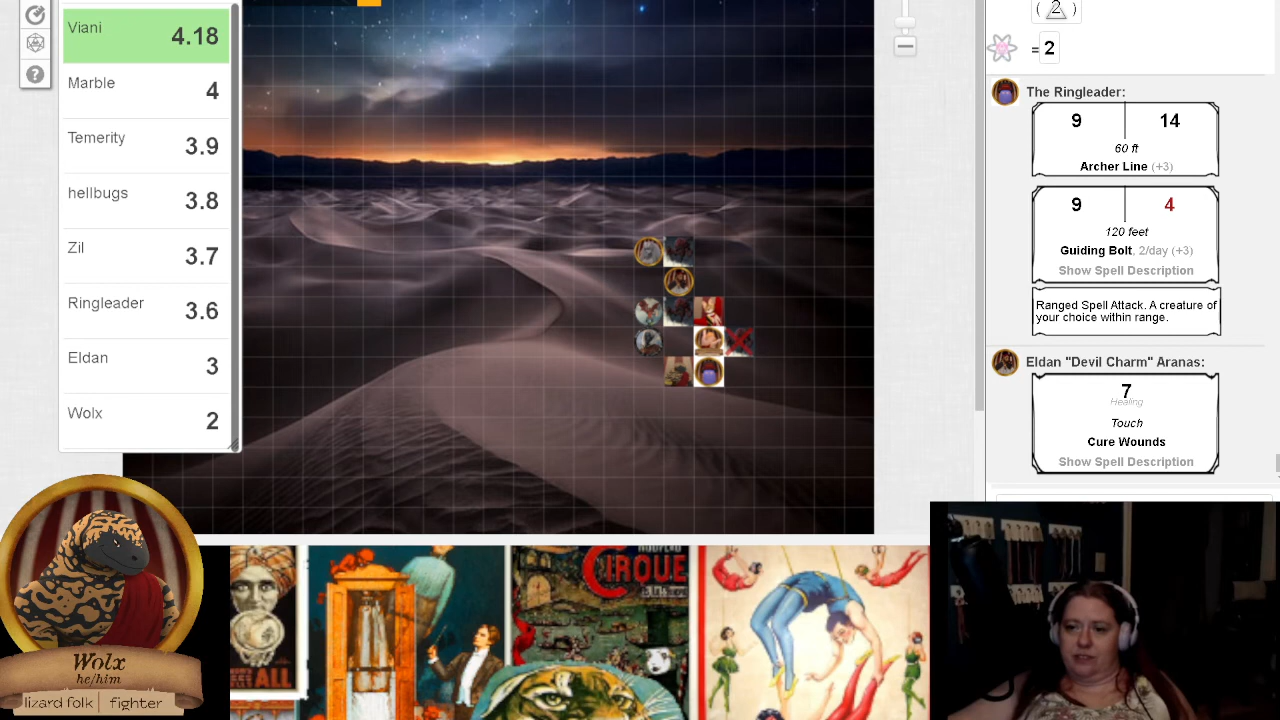 Viani
4.18
Marble
4
Temerity
3.9
hellbugs
3.8
Zil
3.7
Ringleader
3.6
Eldan
3
Wolx
2
?
( 2 )
= 2
The Ringleader:
9 14
60 ft
Archer Line (+3)
9 4
120 feet
Guiding Bolt, 2/day (+3)
Show Spell Description
Ranged Spell Attack. A creature of
your choice within range.
Eldan "Devil Charm" Aranas:
7
Healing
Touch
Cure Wounds
Show Spell Description
Wolx
he/him
lizard folk | fighter
ALL
CIRQUE